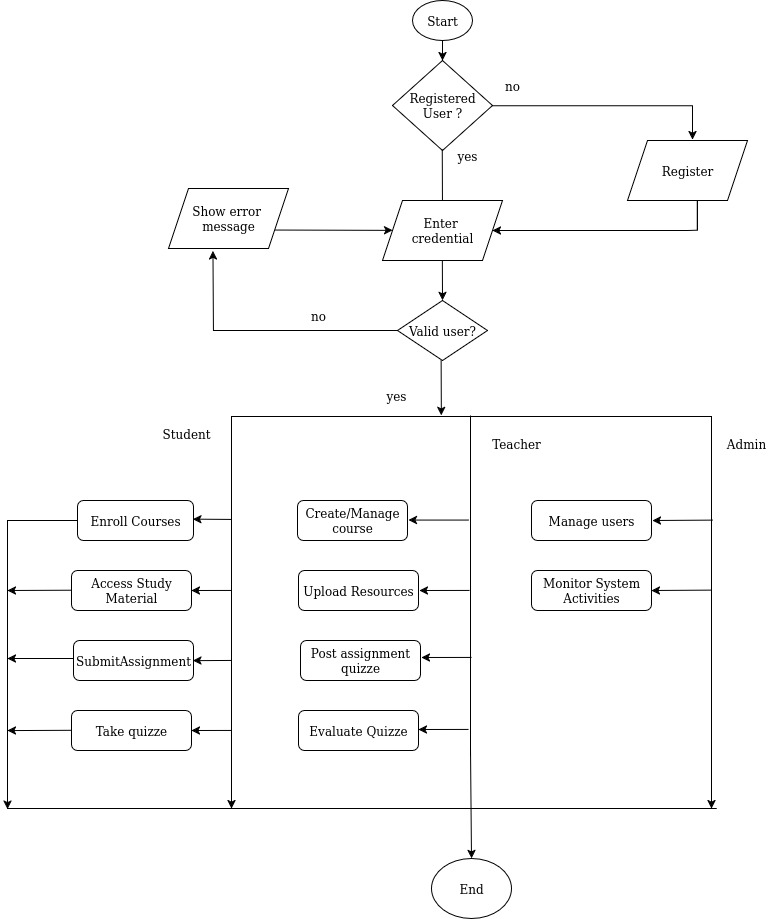 Start
Registered
User ?
no
yes
Register
Show error
message
Enter
credential
no
Valid user?
yes
Student
Teacher
Admin
Enroll Courses
Create/Manage
course
Manage users
Access Study
Material
Upload Resources
Monitor System
Activities
SubmitAssignment
Post assignment
quizze
Take quizze
Evaluate Quizze
End